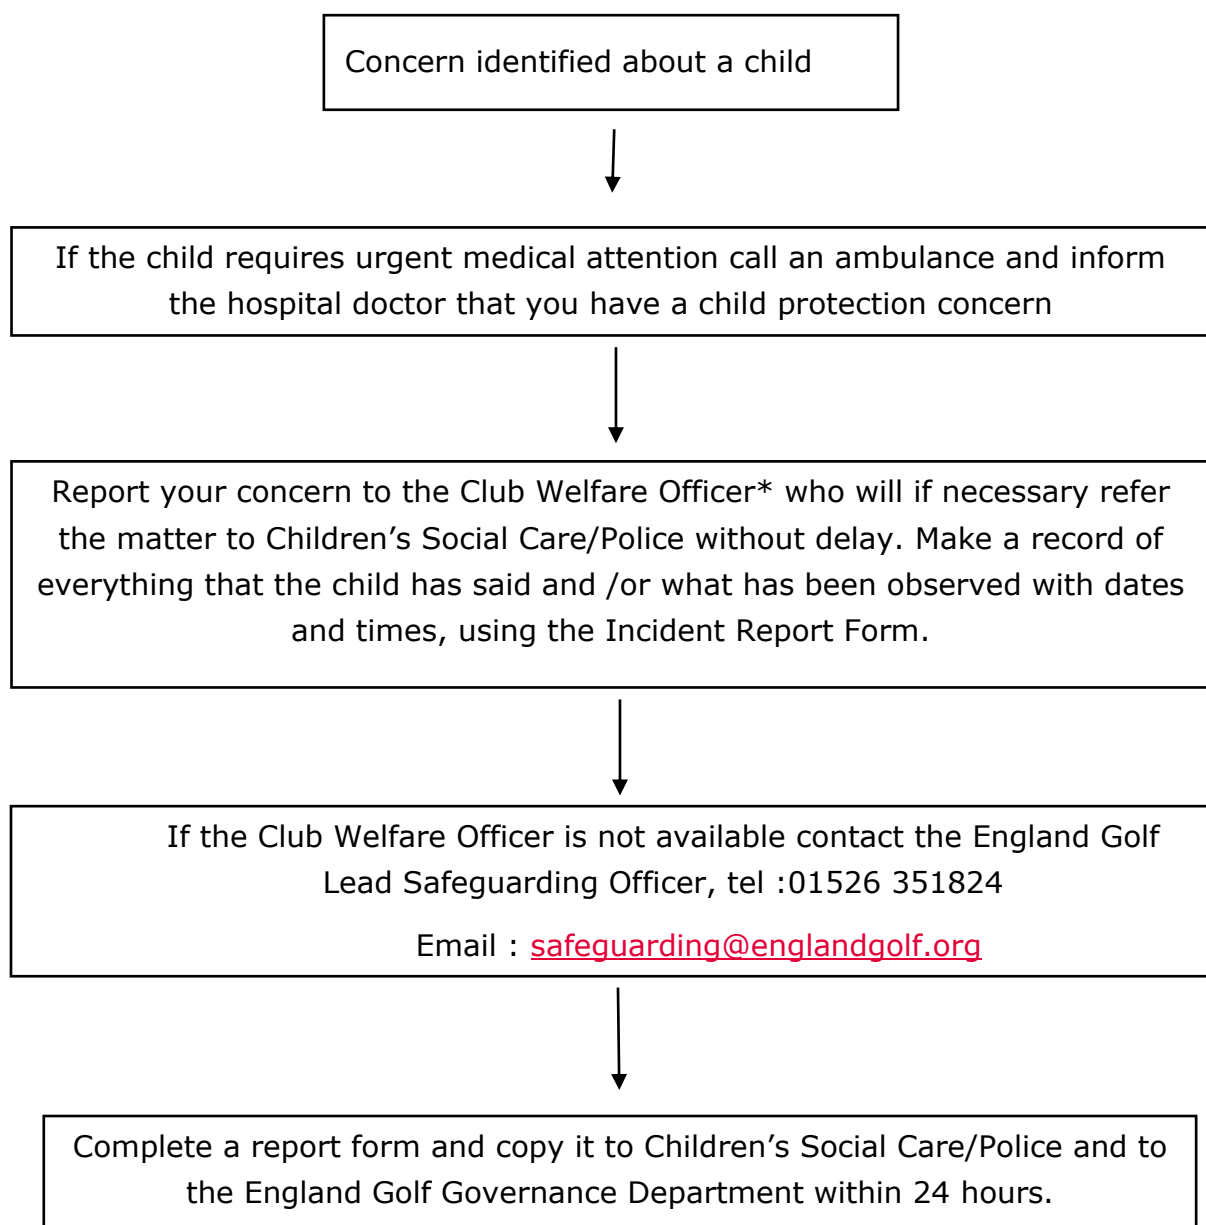 Concern identified about a child
If the child requires urgent medical attention call an ambulance and inform
the hospital doctor that you have a child protection concern
Report your concern to the Club Welfare Officer* who will if necessary refer
the matter to Children’s Social Care/Police without delay. Make a record of
everything that the child has said and /or what has been observed with dates
and times, using the Incident Report Form.
If the Club Welfare Officer is not available contact the England Golf
Lead Safeguarding Officer, tel :01526 351824
Email : safeguarding@englandgolf.org
Complete a report form and copy it to Children’s Social Care/Police and to
the England Golf Governance Department within 24 hours.